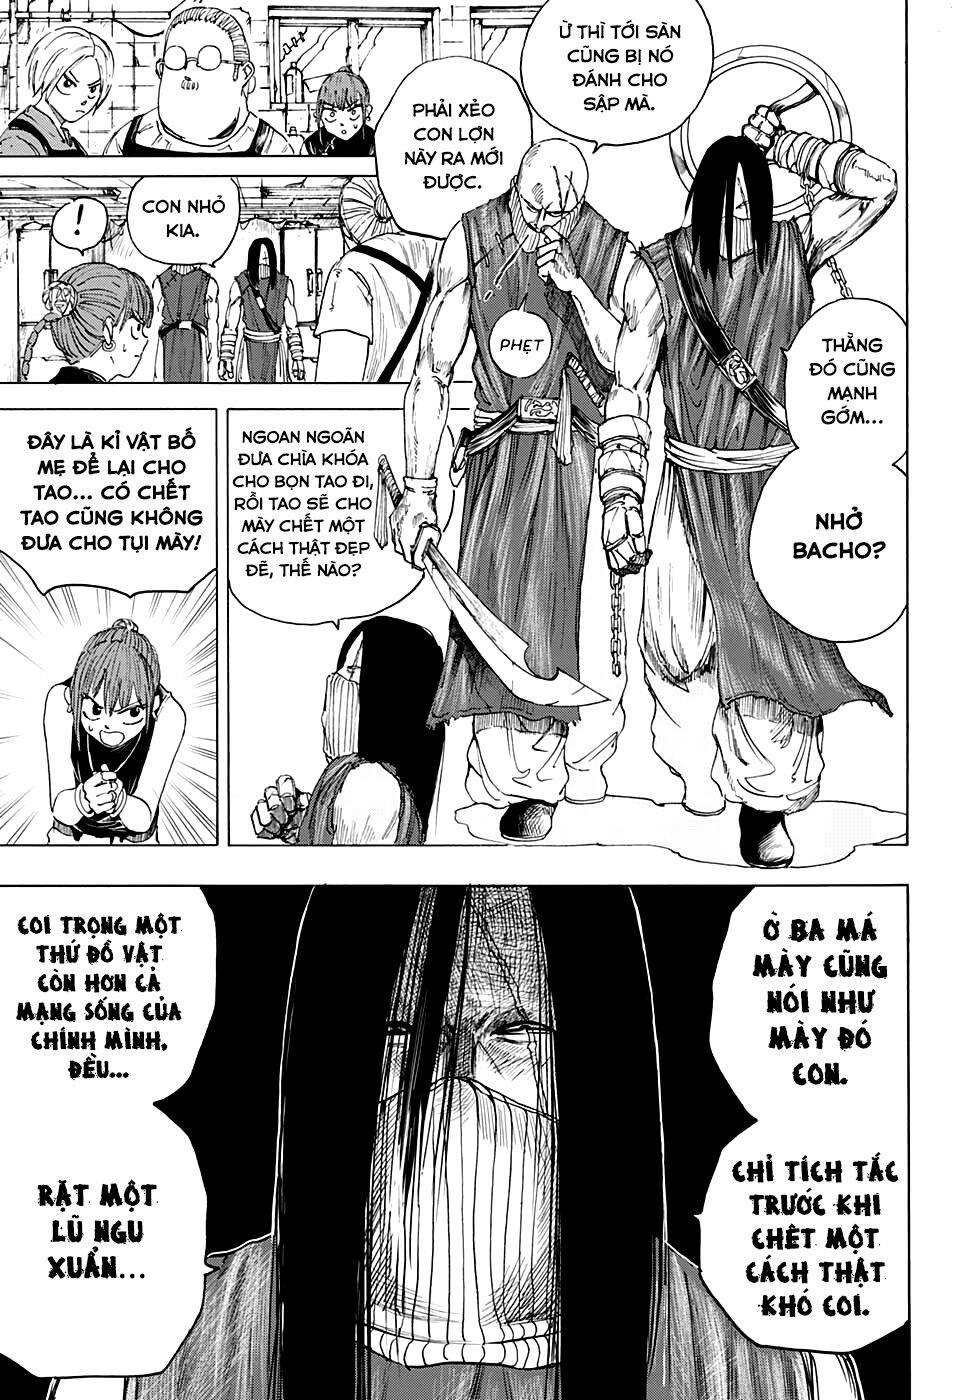 Ừ THÌ TỚI SÀN
CŨNG BỊ NÓ
ĐÁNH CHO
SẬP MÀ.
PHẢI XẺO
CON LỢN
NÀY RA MỚI
ĐƯỢC.
THẰNG
ĐÓ CŨNG
MẠNH
GỚM...
NHỞ
BACHO?
PHẸT
CON NHỎ
KIA.
!
NGOAN NGOÃN
ĐƯA CHÌA KHÓA
CHO BỌN TAO ĐI,
RỒI TAO SẼ CHO
MÀY CHẾT MỘT
CÁCH THẬT ĐẸP
ĐẼ, THẾ NÀO?
ĐÂY LÀ KỈ VẬT BỐ
MẸ ĐỂ LẠI CHO
TAO... CÓ CHẾT
TAO CŨNG KHÔNG
ĐƯA CHO TỤI MÀY!
Ờ BA MÁ
MÀY CŨNG
NÓI NHƯ
MÀY ĐÓ
CON.
CHỈ TÍCH TẮC
TRƯỚC KHI
CHẾT MỘT
CÁCH THẬT
KHÓ COI.
COI TRỌNG MỘT
THỨ ĐỒ VẬT
CÒN HƠN CẢ
MẠNG SỐNG CỦA
CHÍNH MÌNH,
ĐỀU...
RẶT MỘT
LŨ NGU
XUẨN...